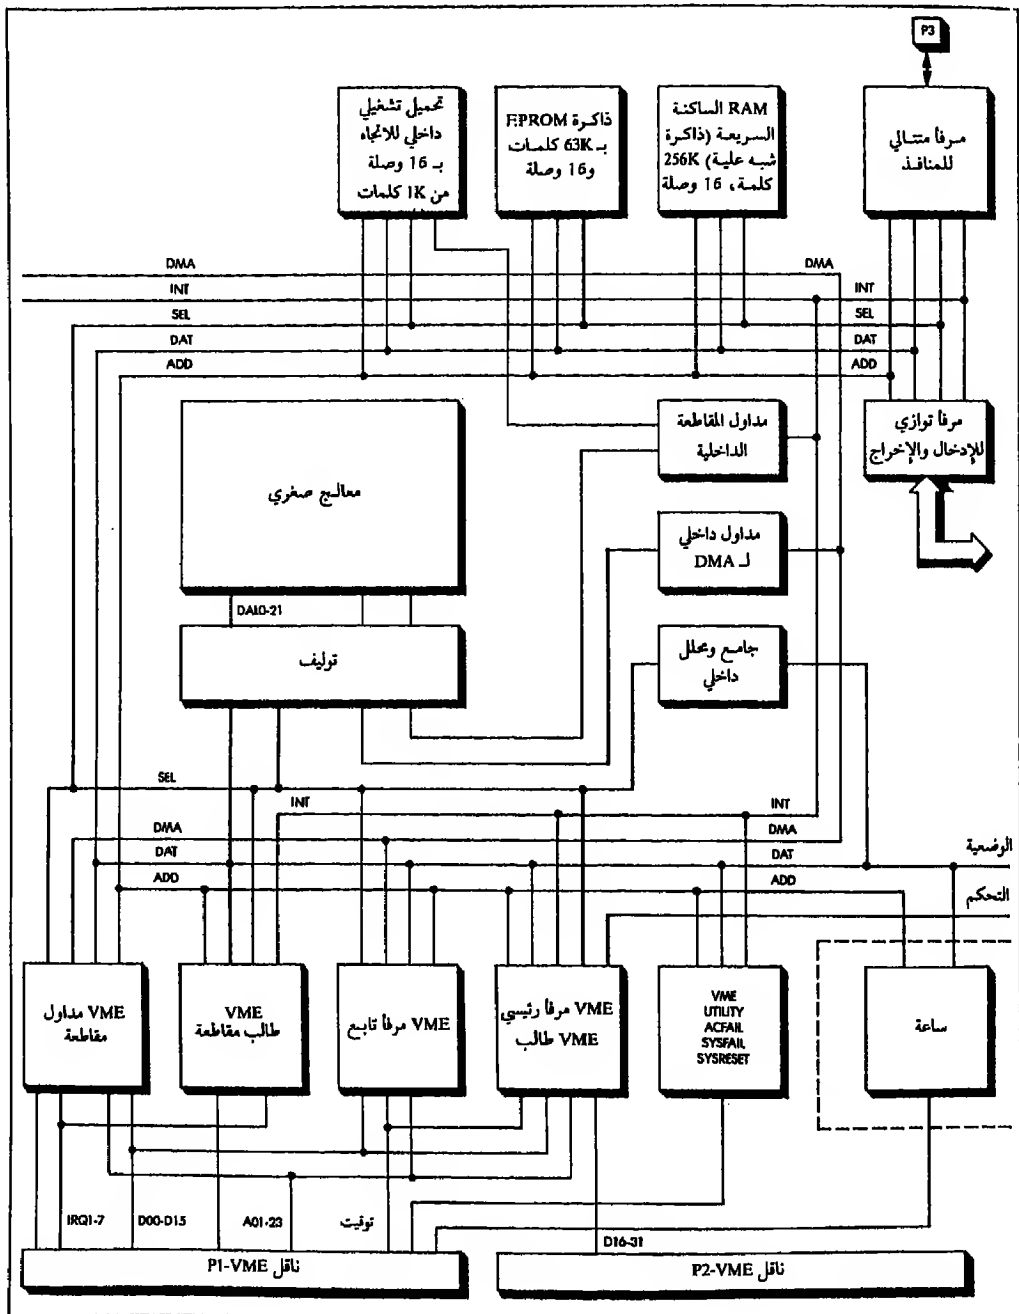 P3
تحميل تشغيلي
داخلي للاتجاه
بـ 16 وصلة
من 1K كلمات
ذاكرة EPROM
بـ 63K كلمات
و16 وصلة
RAM الساكنة
السريعة (ذاكرة
شبه علية) 256K
كلمة، 16 وصلة
مرفأ متتالي
للمنافذ
DMA
DMA
INT
INT
SEL
SEL
DAT
DAT
ADD
ADD
معالج صغري
مداول المقاطعة
الداخلية
مرفأ توازي
للإدخال والإخراج
مداول داخلي
لـ DMA
DAL0-21
توليف
جامع ومحلل
داخلي
SEL
INT
INT
DMA
DMA
DAT
DAT
الوضعية
ADD
ADD
التحكم
VME مداول
مقاطعة
VME
طالب مقاطعة
VME مرفأ تابع
VME مرفأ رئيسي
VME طالب
VME
UTILITY
ACFAIL
SYSFAIL
SYSRESET
ساعة
IRQ1-7
D00-D15
A01-23
توقيت
D16-31
ناقل P1-VME
ناقل P2-VME